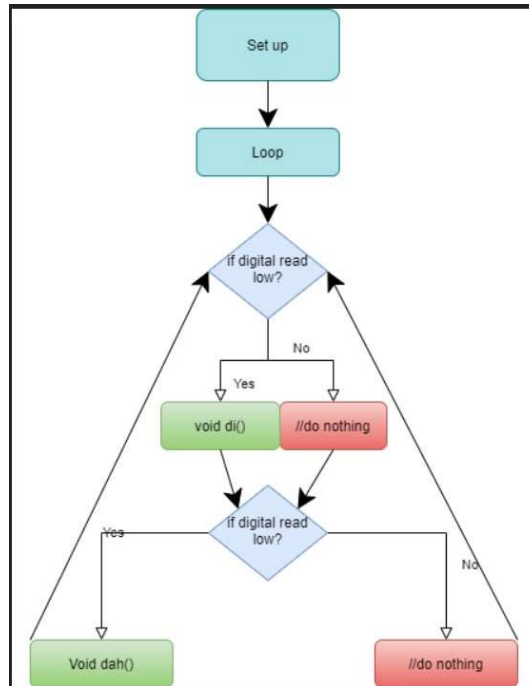 Set up
Loop
if digital read
low?
No
Yes
void di()
//do nothing
if digital read
low?
Yes
No
Void dah()
//do nothing